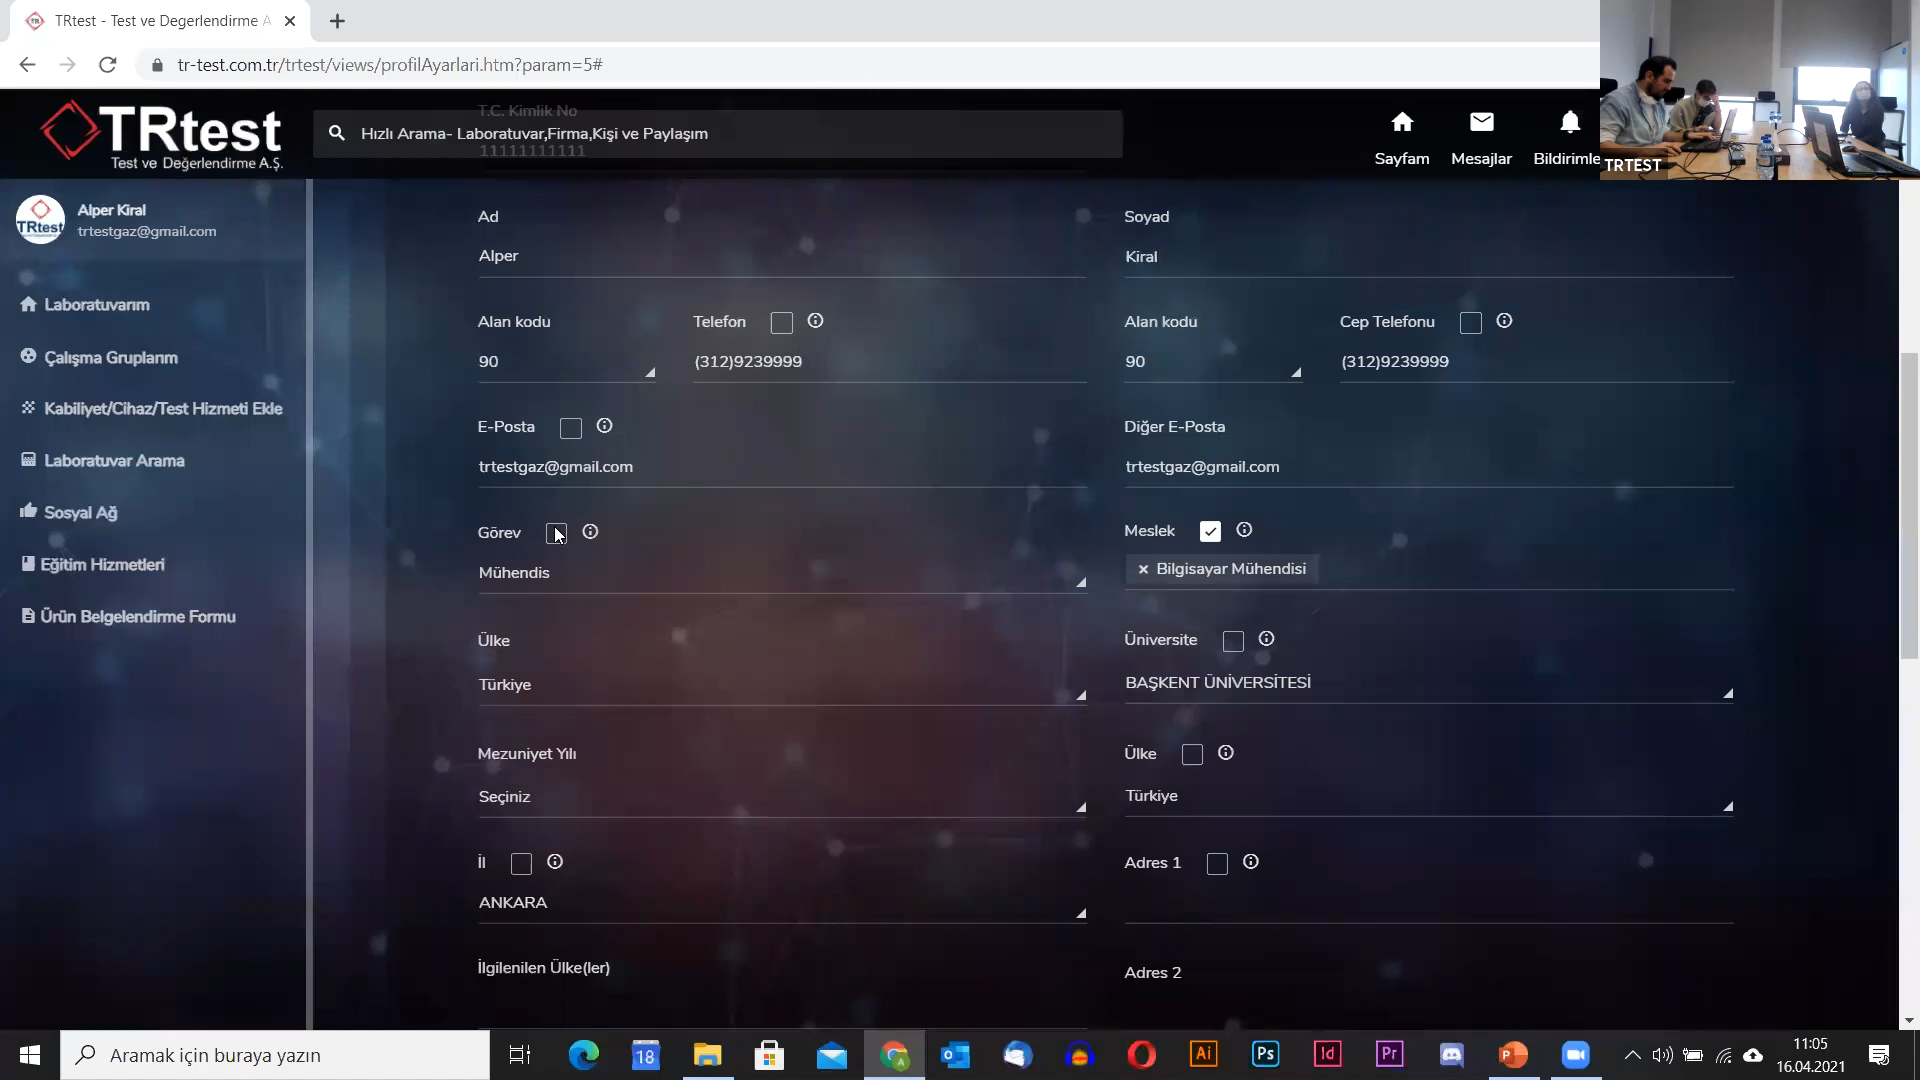 TRtest - Test ve Degerlendirme A
tr-test.com.tr/trtest/views/profilAyarlari.htm?param=5#
TRtest
Test ve Değerlendirme A.Ş.
T.C. Kimlik No
Hızlı Arama- Laboratuvar,Firma,Kişi ve Paylaşım
11111111111
Sayfam
Mesajlar
Bildirimle
TRTEST
TRtest
Alper Kiral
trtestgaz@gmail.com
Laboratuvarım
Çalışma Gruplarım
Kabiliyet/Cihaz/Test Hizmeti Ekle
Laboratuvar Arama
Sosyal Ağ
Eğitim Hizmetleri
Ürün Belgelendirme Formu
Ad
Alper
Soyad
Kiral
Alan kodu
90
Telefon
(312)9239999
Alan kodu
90
Cep Telefonu
(312)9239999
E-Posta
trtestgaz@gmail.com
Diğer E-Posta
trtestgaz@gmail.com
Görev
Mühendis
Meslek
× Bilgisayar Mühendisi
Ülke
Türkiye
Üniversite
BAŞKENT ÜNİVERSİTESİ
Mezuniyet Yılı
Seçiniz
Ülke
Türkiye
İl
ANKARA
Adres 1
İlgilenilen Ülke(ler)
Adres 2
Aramak için buraya yazın
18
A
Ai
Ps
Id
Pr
P
11:05
16.04.2021